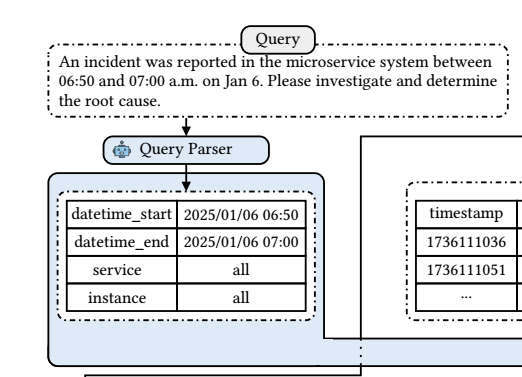 Query
An incident was reported in the microservice system between
06:50 and 07:00 a.m. on Jan 6. Please investigate and determine
the root cause.
Query Parser
datetime_start 2025/01/06 06:50
datetime_end 2025/01/06 07:00
service all
instance all
timestamp
1736111036
1736111051
...